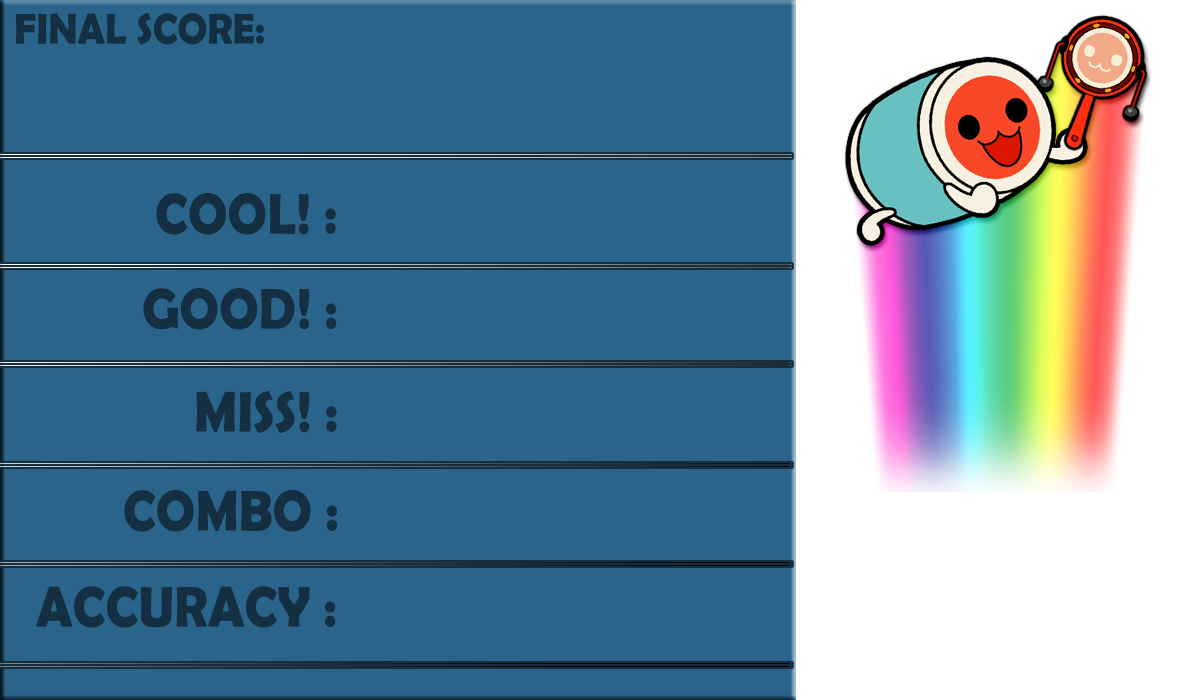 FINAL SCORE:
COOL! :
GOOD! :
MISS! :
COMBO :
ACCURACY :